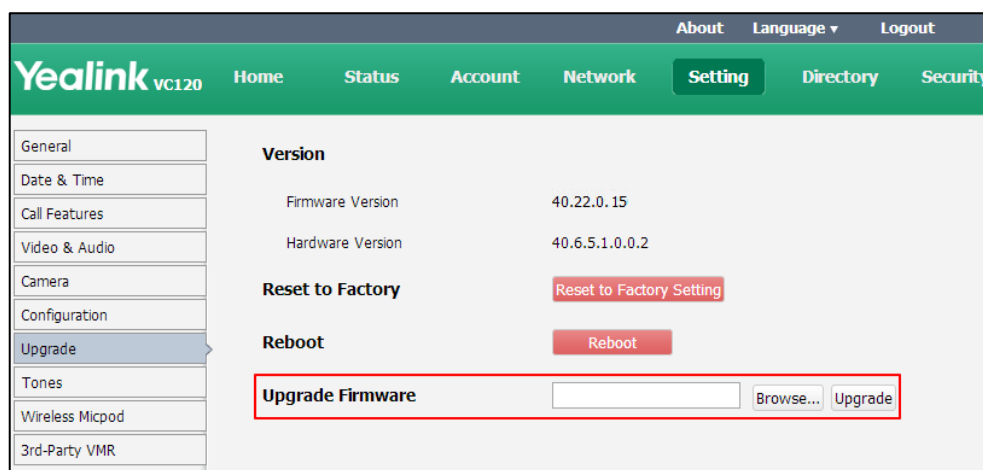 About Language ▾ Logout
Yealink VC120 Home Status Account Network Setting Directory Security
General
Date & Time
Call Features
Video & Audio
Camera
Configuration
Upgrade
Tones
Wireless Micpod
3rd-Party VMR
Version
Firmware Version 40.22.0.15
Hardware Version 40.6.5.1.0.0.2
Reset to Factory Reset to Factory Setting
Reboot Reboot
Upgrade Firmware Browse... Upgrade